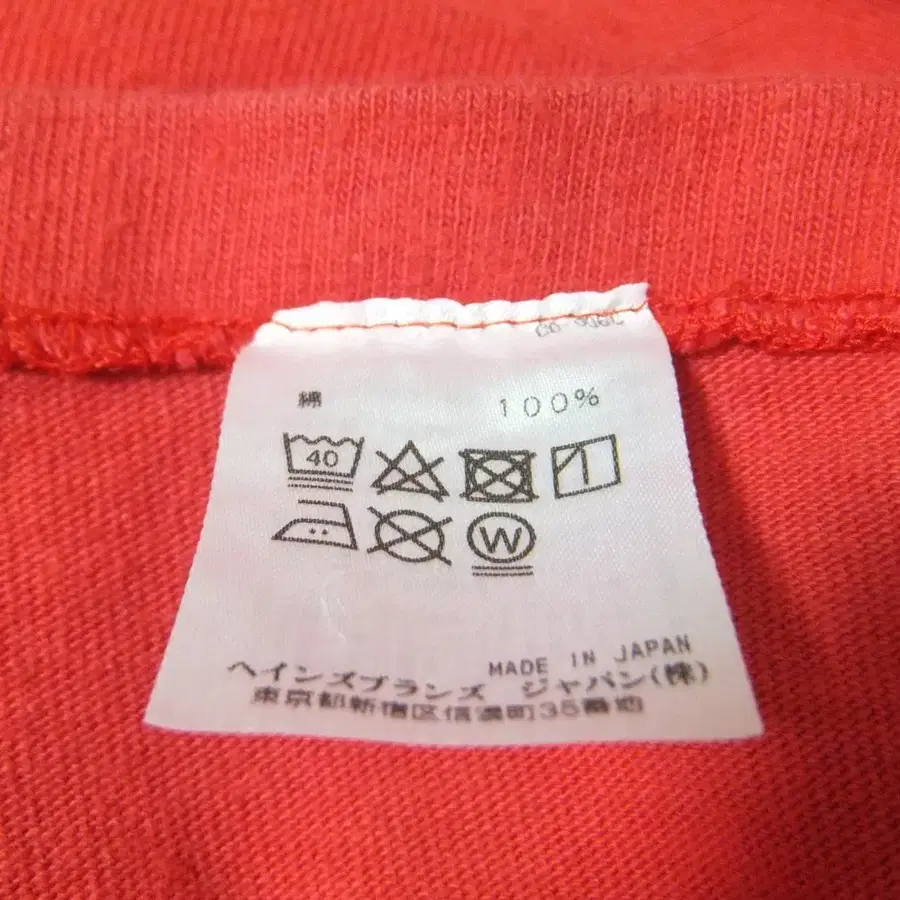 綿 100%
40
W
MADE IN JAPAN
ヘインズブランズ ジャパン(株)
東京都新宿区信濃町35番地